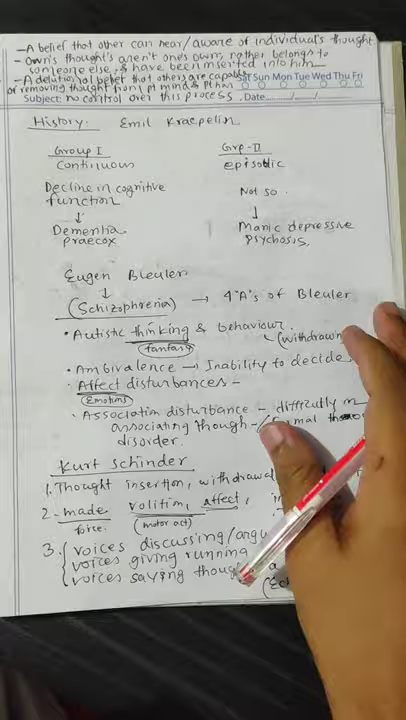 - A belief that other can hear/aware of individual's thought.
- Own's thought's aren't one's own, rather belongs to
someone else, & have been inserted into him
- A delutional belief that others are capable
or removing thought from pt mind & pt has
Sat Sun Mon Tue Wed Thu Fri
Subject: no control over this process. Date..../..../....
History: Emil Kraepelin
Group I
Continuous
Decline in cognitive
function
↓
Dementia
praecox
Grp-II
episodic
Not so.
↓
Manic depressive
psychosis.
Eugen Bleuler
↓
(Schizophrenia) → 4 "A's of Bleuler
• Autistic thinking & behaviour.
(fantasy)
(withdrawn
• Ambivalence → Inability to decide.
• Affect disturbances -
(Emotions)
• Association disturbance - difficully in
associating though-/
disorder.
Kurt Schinder
1. Thought insertion, withdrawal
2. made volition, affect,
force. (motor act)
3. { voices discussing/argu
voices giving running
voices saying thoug